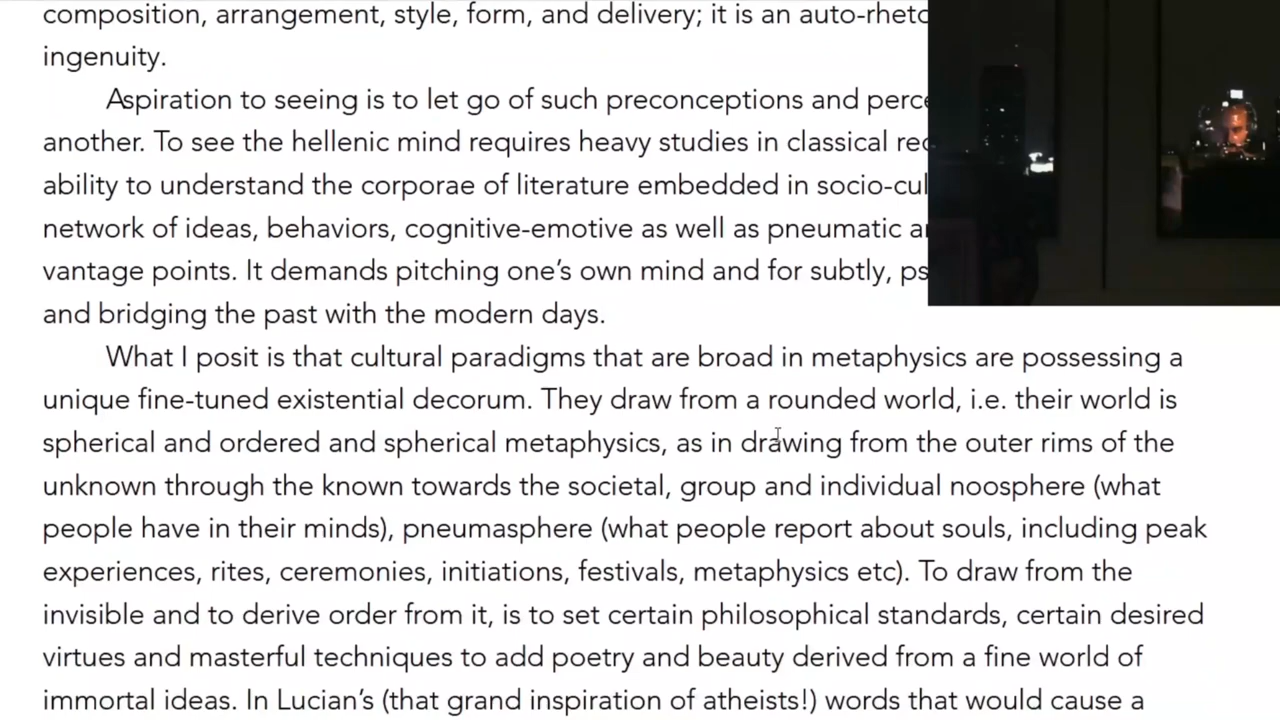 composition, arrangement, style, form, and delivery; it is an
ingenuity.
Aspiration to seeing is to let go of such preconceptions and
another. To see the hellenic mind requires heavy studies in classical
ability to understand the corporae of literature embedded in
network of ideas, behaviors, cognitive-emotive as well as pneumatic
vantage points. It demands pitching one's own mind and for subtly,
and bridging the past with the modern days.
What I posit is that cultural paradigms that are broad in metaphysics are possessing a
unique fine-tuned existential decorum. They draw from a rounded world, i.e. their world is
spherical and ordered and spherical metaphysics, as in drawing from the outer rims of the
unknown through the known towards the societal, group and individual noosphere (what
people have in their minds), pneumasphere (what people report about souls, including peak
experiences, rites, ceremonies, initiations, festivals, metaphysics etc). To draw from the
invisible and to derive order from it, is to set certain philosophical standards, certain desired
virtues and masterful techniques to add poetry and beauty derived from a fine world of
immortal ideas. In Lucian's (that grand inspiration of atheists!) words that would cause a